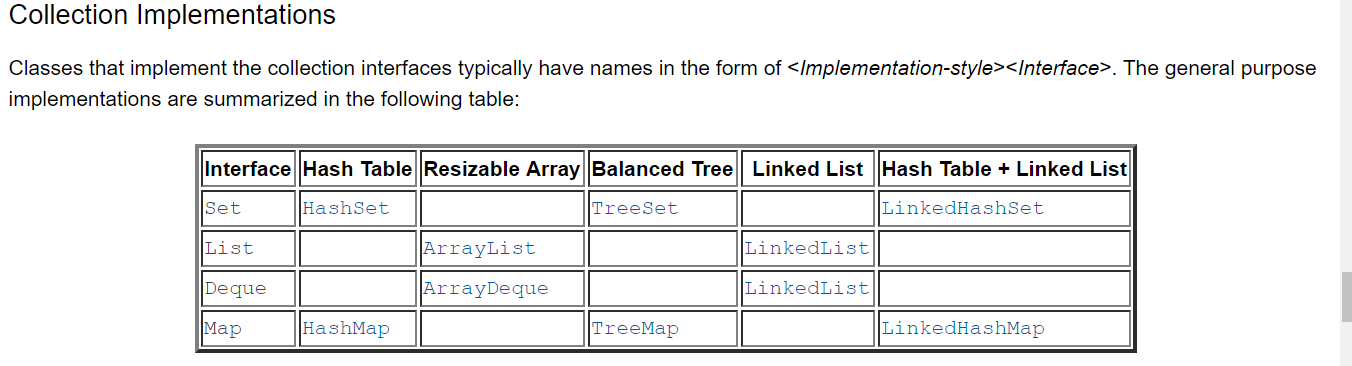 Collection Implementations
Classes that implement the collection interfaces typically have names in the form of <Implementation-style><Interface>. The general purpose
implementations are summarized in the following table:
Interface Hash Table Resizable Array Balanced Tree Linked List Hash Table + Linked List
Set HashSet TreeSet LinkedHashSet
List ArrayList LinkedList
Deque ArrayDeque LinkedList
Map HashMap TreeMap LinkedHashMap